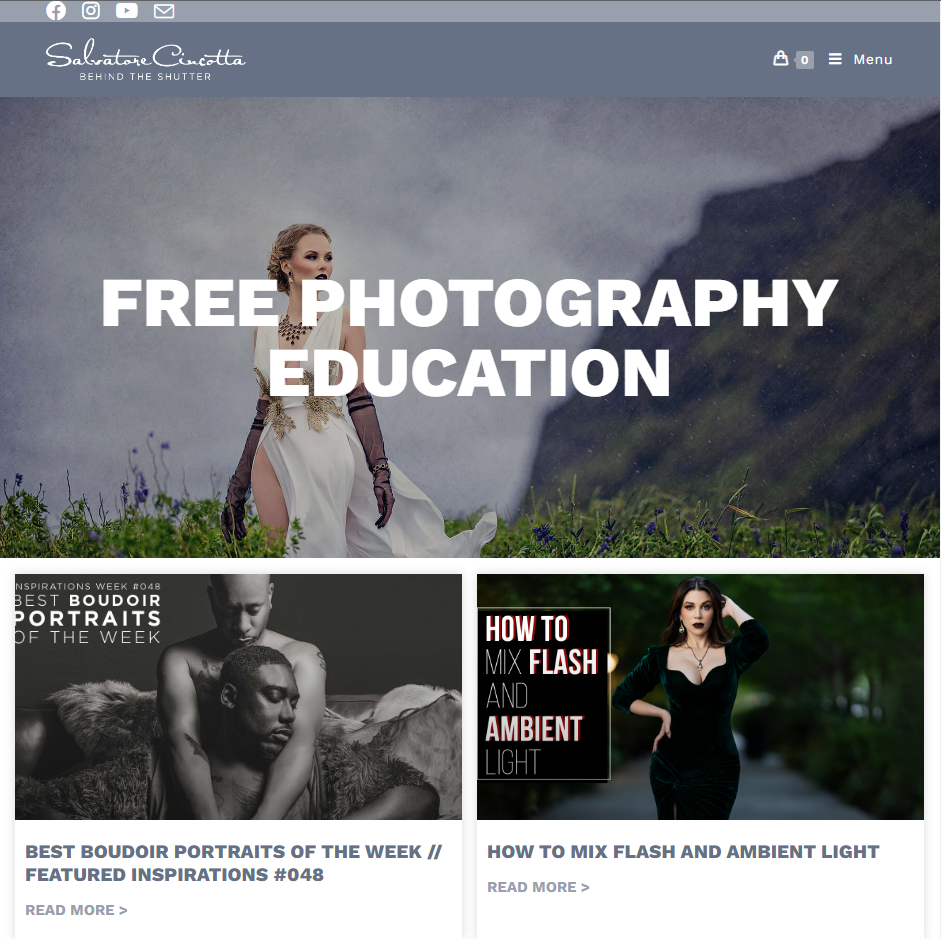 Salvatore Cincotta
BEHIND THE SHUTTER
0
Menu
FREE PHOTOGRAPHY
EDUCATION
NSPIRATIONS WEEK #048
BEST BOUDOIR
PORTRAITS
OF THE WEEK
HOW TO
MIX FLASH
AND
AMBIENT
LIGHT
BEST BOUDOIR PORTRAITS OF THE WEEK //
FEATURED INSPIRATIONS #048
READ MORE >
HOW TO MIX FLASH AND AMBIENT LIGHT
READ MORE >